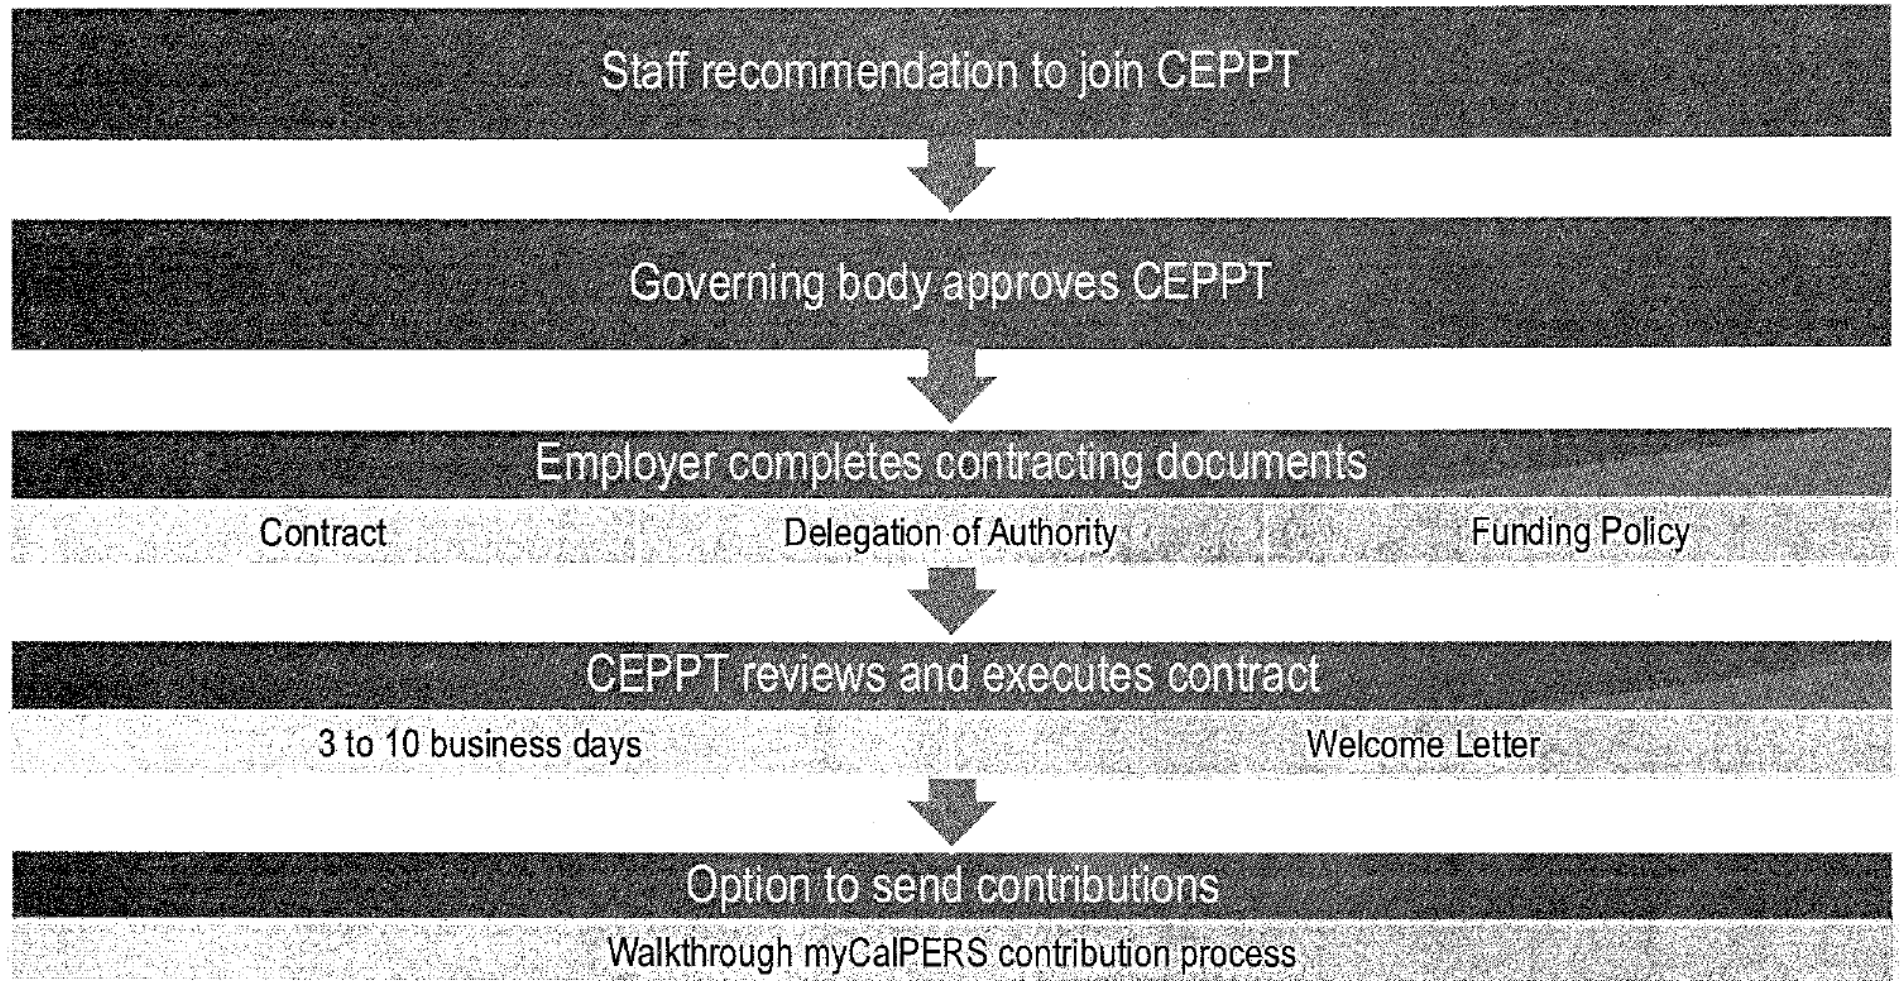 Staff recommendation to join CEPPT
Governing body approves CEPPT
Employer completes contracting documents
Contract Delegation of Authority Funding Policy
CEPPT reviews and executes contract
3 to 10 business days Welcome Letter
Option to send contributions
Walkthrough myCalPERS contribution process